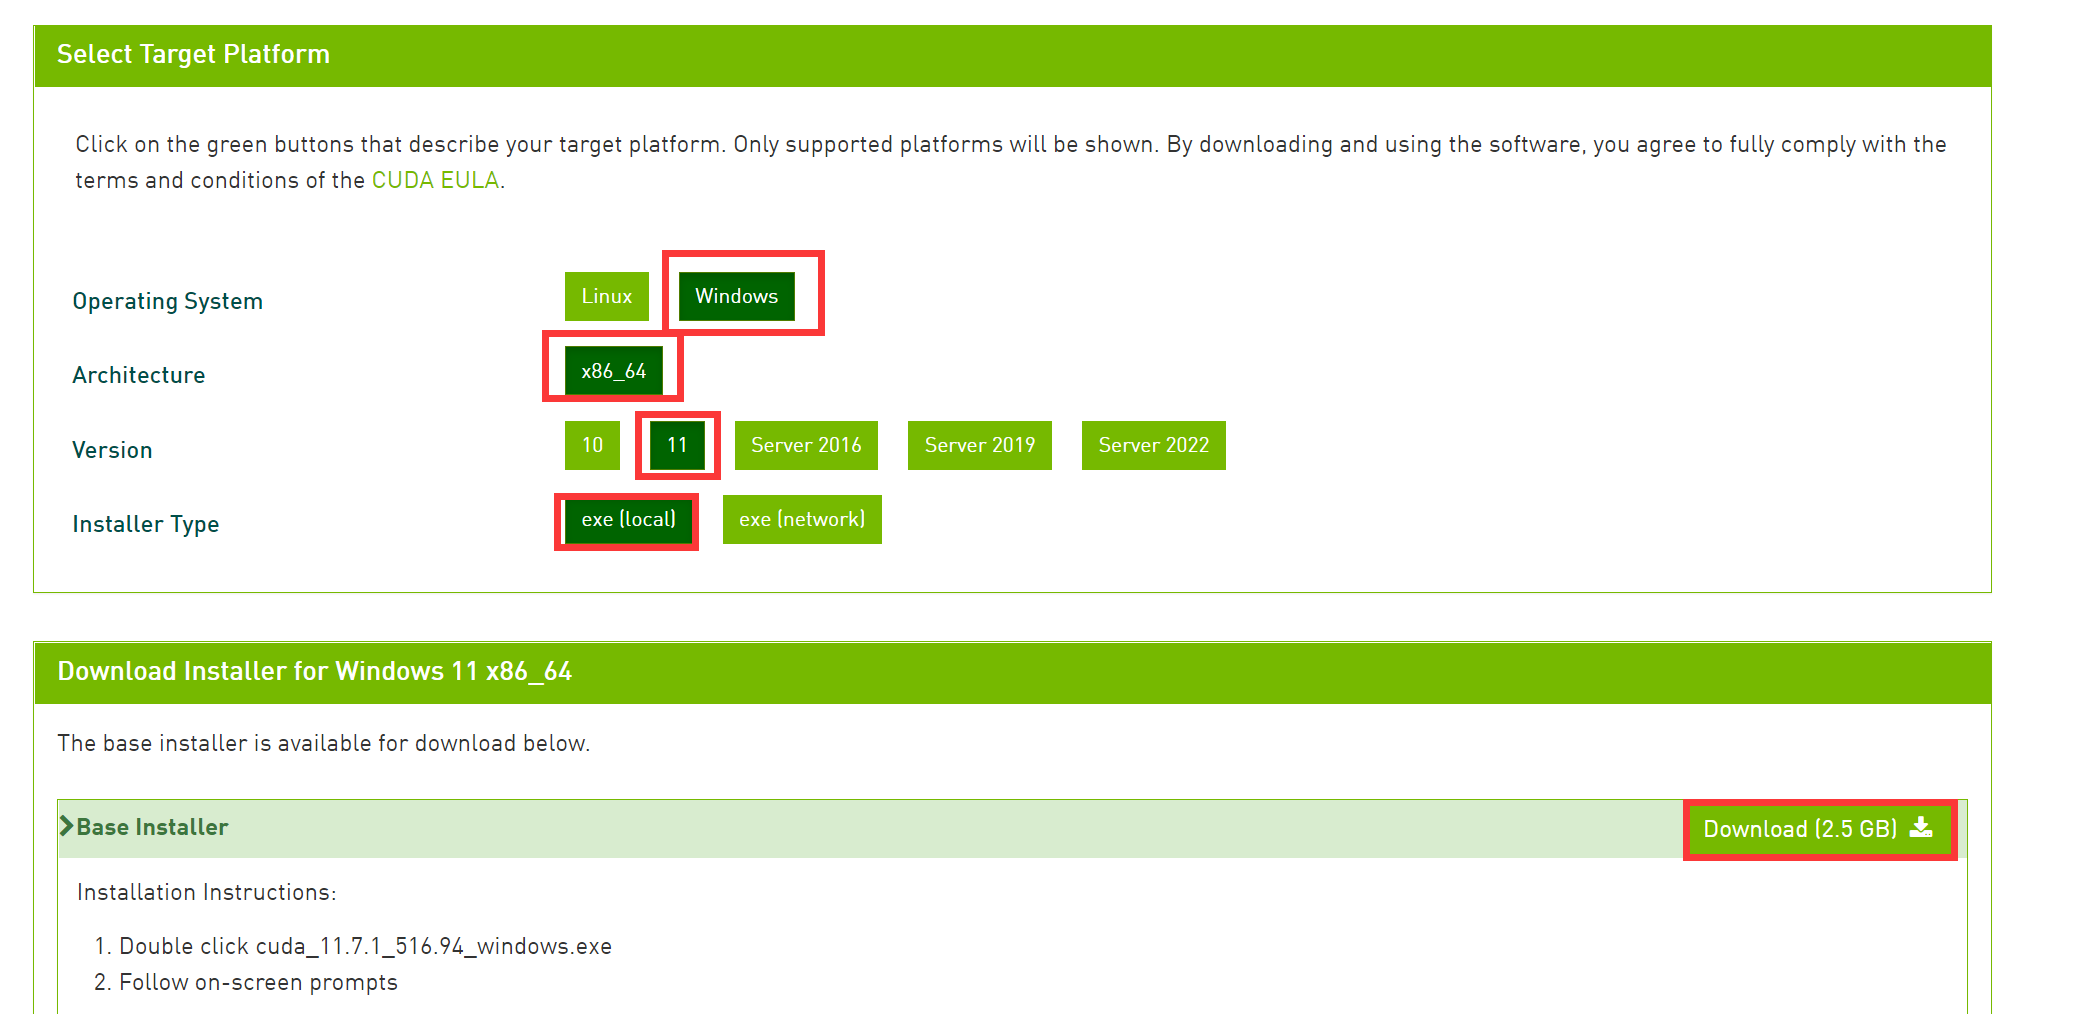 Select Target Platform
Click on the green buttons that describe your target platform. Only supported platforms will be shown. By downloading and using the software, you agree to fully comply with the
terms and conditions of the CUDA EULA.
Operating System Linux Windows
Architecture x86_64
Version 10 11 Server 2016 Server 2019 Server 2022
Installer Type exe (local) exe (network)
Download Installer for Windows 11 x86_64
The base installer is available for download below.
Base Installer Download (2.5 GB)
Installation Instructions:
1. Double click cuda_11.7.1_516.94_windows.exe
2. Follow on-screen prompts